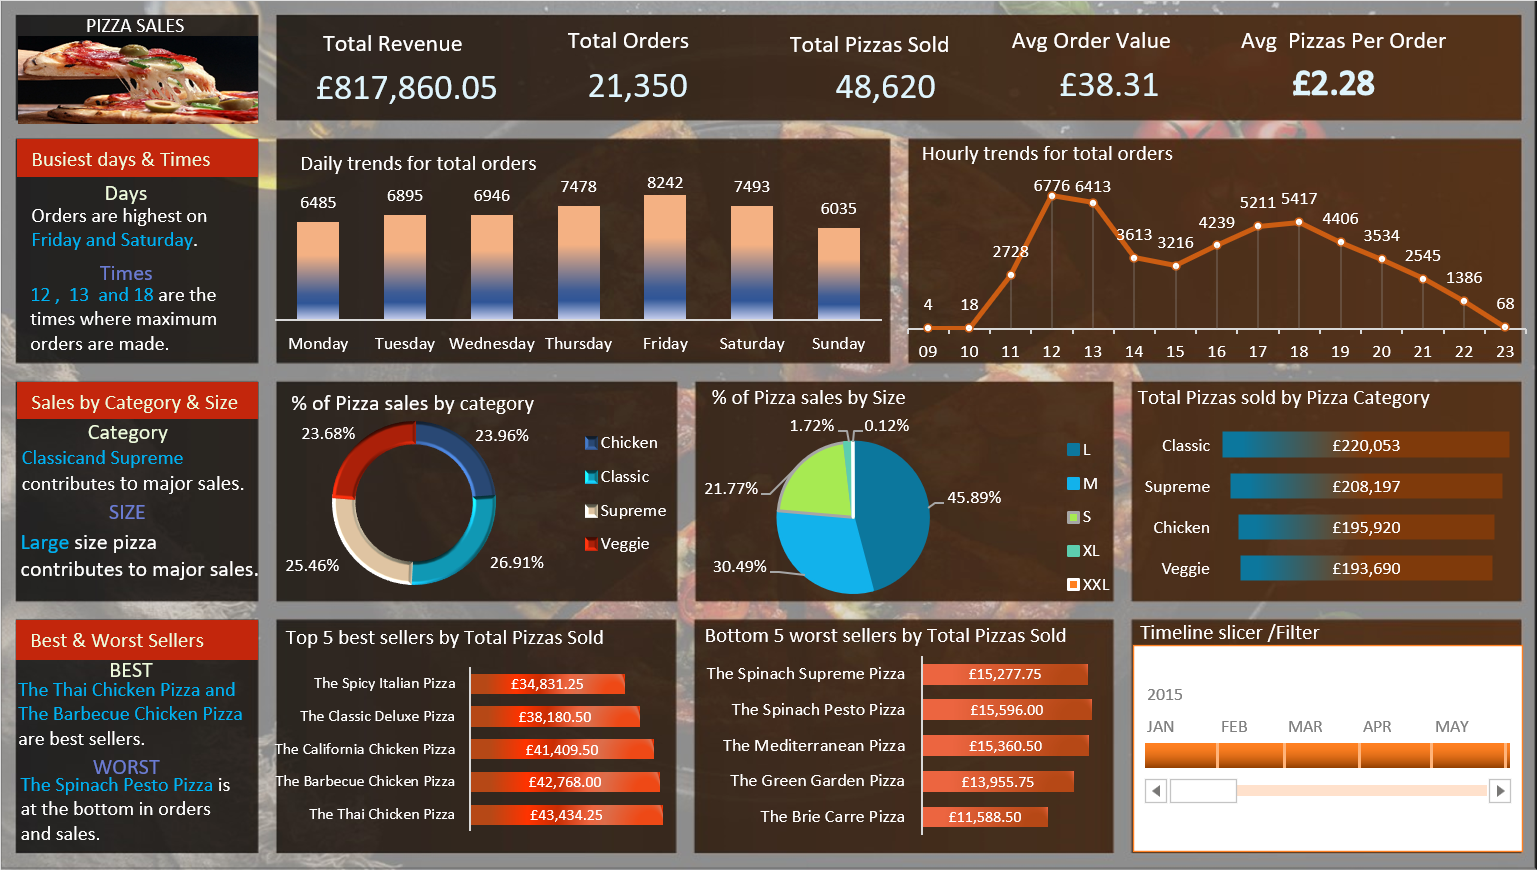 PIZZA SALES
Total Revenue
£817,860.05
Total Orders
21,350
Total Pizzas Sold
48,620
Avg Order Value
£38.31
Avg  Pizzas Per Order
£2.28
Busiest days & Times
Days
Orders are highest on
Friday and Saturday.
Times
12 ,  13  and 18 are the
times where maximum
orders are made.
Daily trends for total orders
6485 6895 6946 7478 8242 7493 6035
Monday Tuesday Wednesday Thursday Friday Saturday Sunday
Hourly trends for total orders
4 18 2728 6776 6413 3613 3216 4239 5211 5417 4406 3534 2545 1386 68
09 10 11 12 13 14 15 16 17 18 19 20 21 22 23
Sales by Category & Size
Category
Classicand Supreme
contributes to major sales.
SIZE
Large size pizza
contributes to major sales.
% of Pizza sales by category
23.68%
23.96%
25.46%
26.91%
Chicken
Classic
Supreme
Veggie
% of Pizza sales by Size
1.72%
0.12%
21.77%
45.89%
30.49%
L
M
S
XL
XXL
Total Pizzas sold by Pizza Category
Classic £220,053
Supreme £208,197
Chicken £195,920
Veggie £193,690
Best & Worst Sellers
BEST
The Thai Chicken Pizza and
The Barbecue Chicken Pizza
are best sellers.
WORST
The Spinach Pesto Pizza is
at the bottom in orders
and sales.
Top 5 best sellers by Total Pizzas Sold
The Spicy Italian Pizza £34,831.25
The Classic Deluxe Pizza £38,180.50
The California Chicken Pizza £41,409.50
The Barbecue Chicken Pizza £42,768.00
The Thai Chicken Pizza £43,434.25
Bottom 5 worst sellers by Total Pizzas Sold
The Spinach Supreme Pizza £15,277.75
The Spinach Pesto Pizza £15,596.00
The Mediterranean Pizza £15,360.50
The Green Garden Pizza £13,955.75
The Brie Carre Pizza £11,588.50
Timeline slicer /Filter
2015
JAN FEB MAR APR MAY